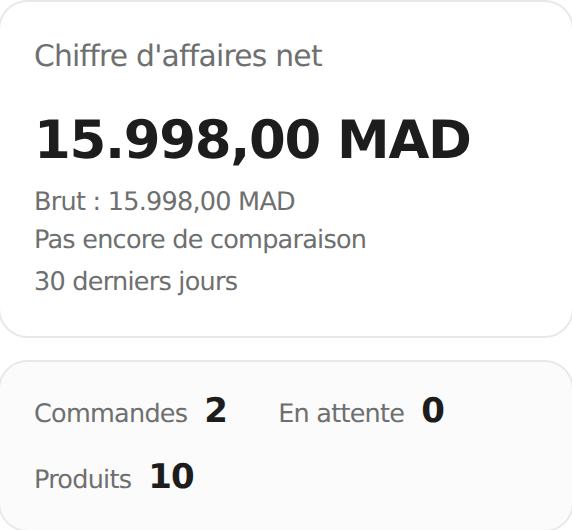 Chiffre d'affaires net
15.998,00 MAD
Brut : 15.998,00 MAD
Pas encore de comparaison
30 derniers jours
Commandes 2 En attente 0
Produits 10